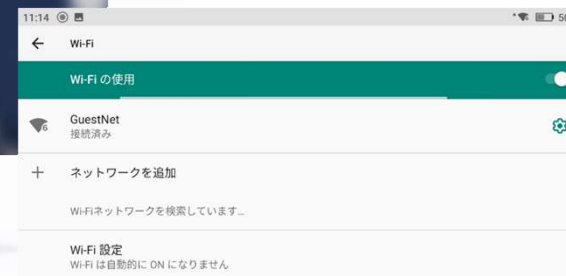 11:14
Wi-Fi
Wi-Fi の使用
6
GuestNet
接続済み
ネットワークを追加
Wi-Fiネットワークを検索しています...
Wi-Fi 設定
Wi-Fi は自動的に ON になりません